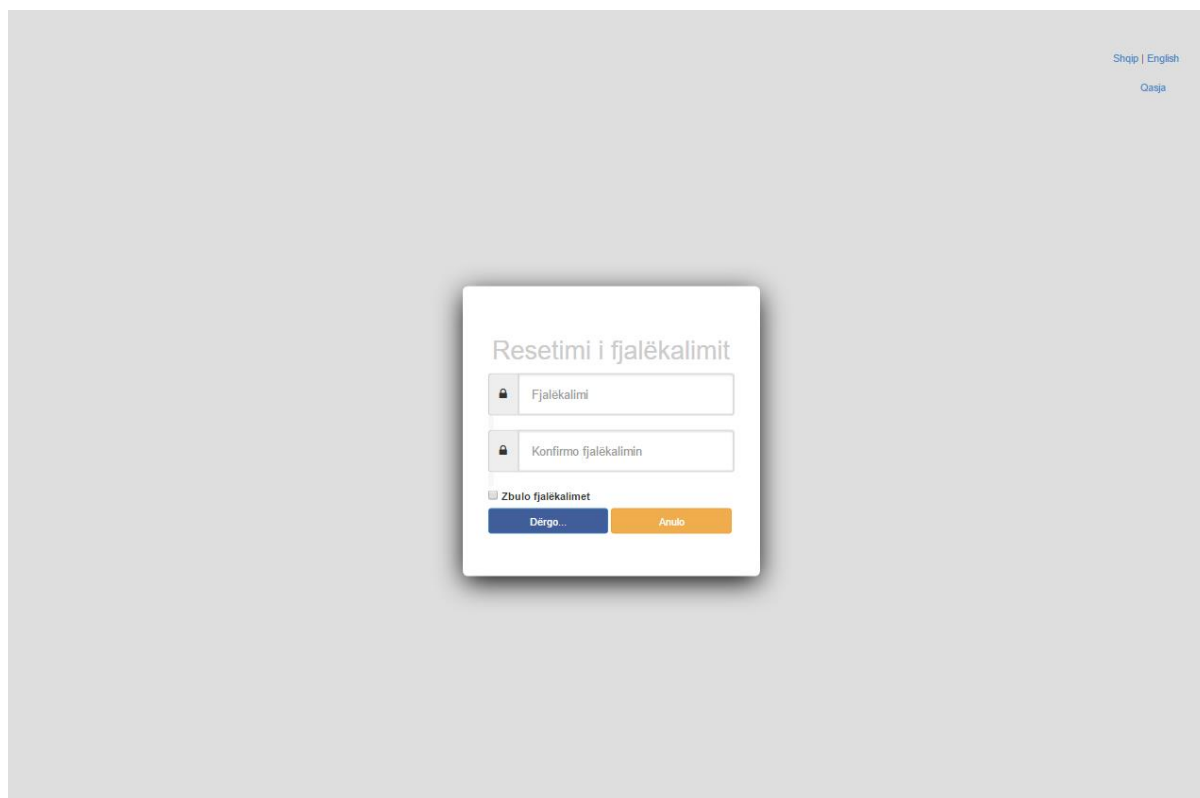 Shqip | English
Qasja
Resetimi i fjalëkalimit
Fjalëkalimi
Konfirmo fjalëkalimin
Zbulo fjalëkalimet
Dërgo... Anulo